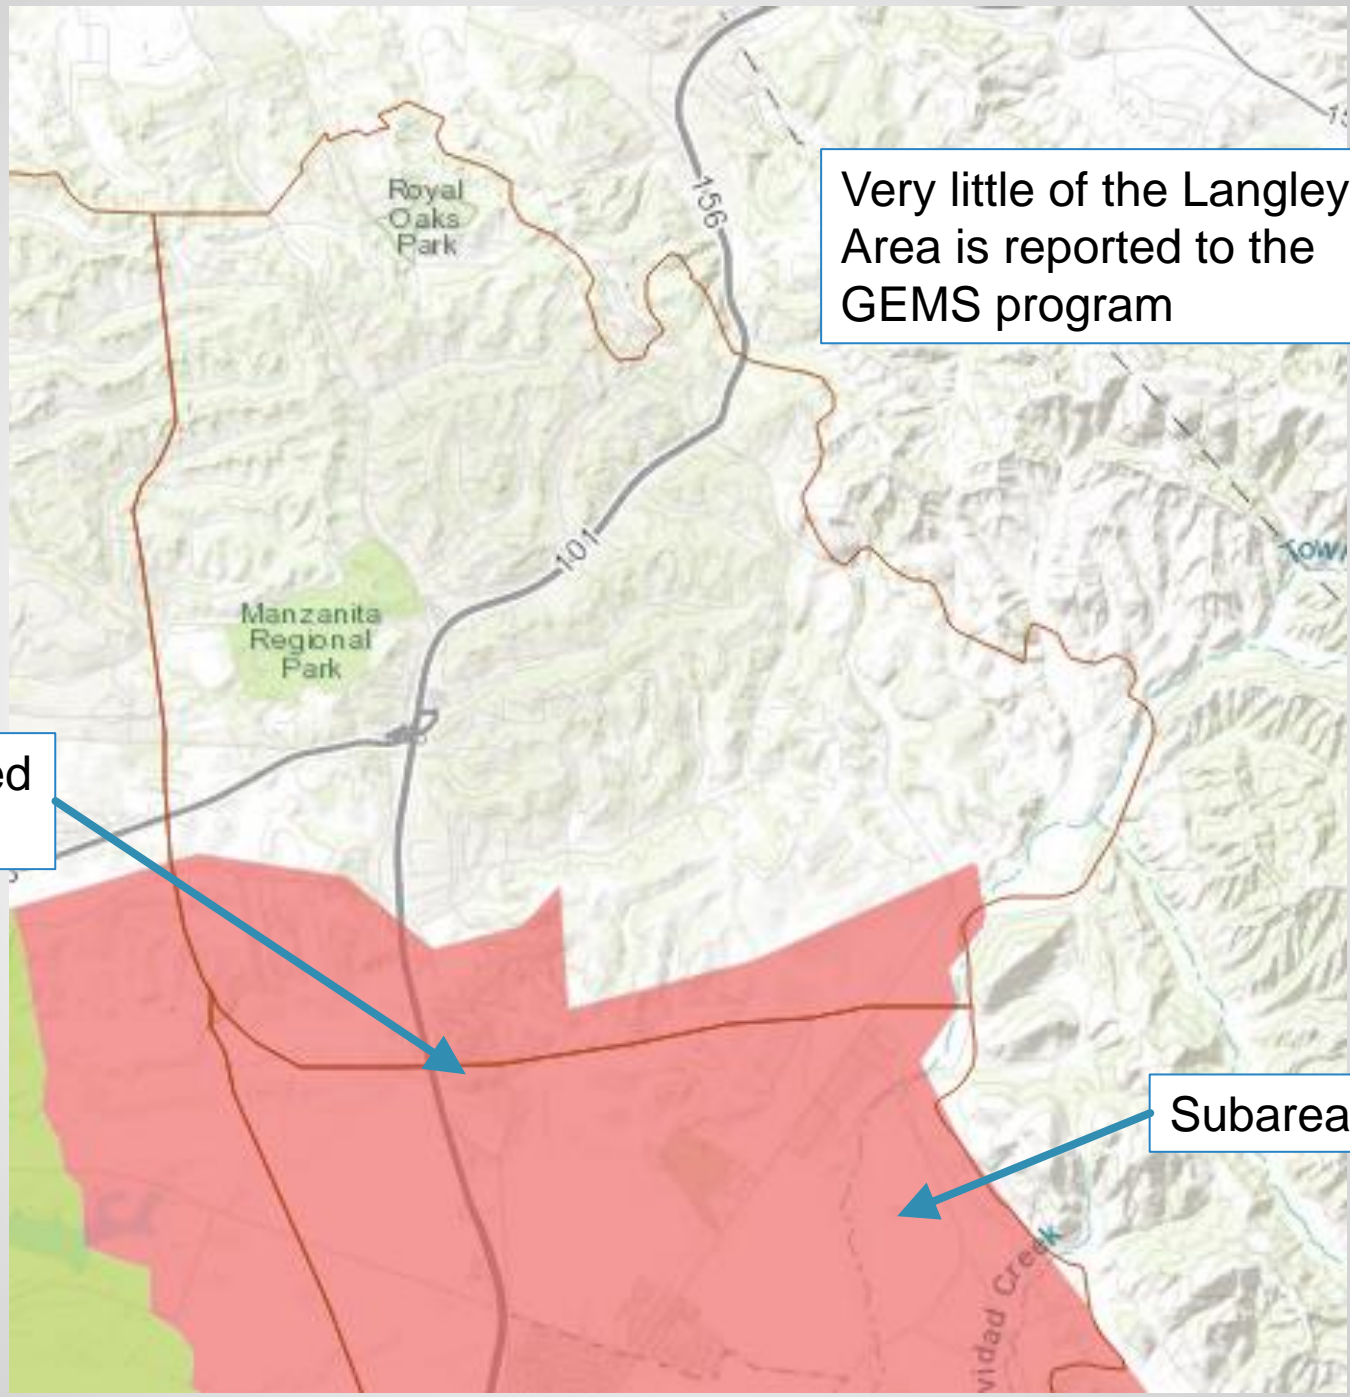 156
Very little of the Langley
Area is reported to the
GEMS program
Royal
Oaks
Park
101
Manzanita
Regional
Park
ed
Subarea
vidad Creek